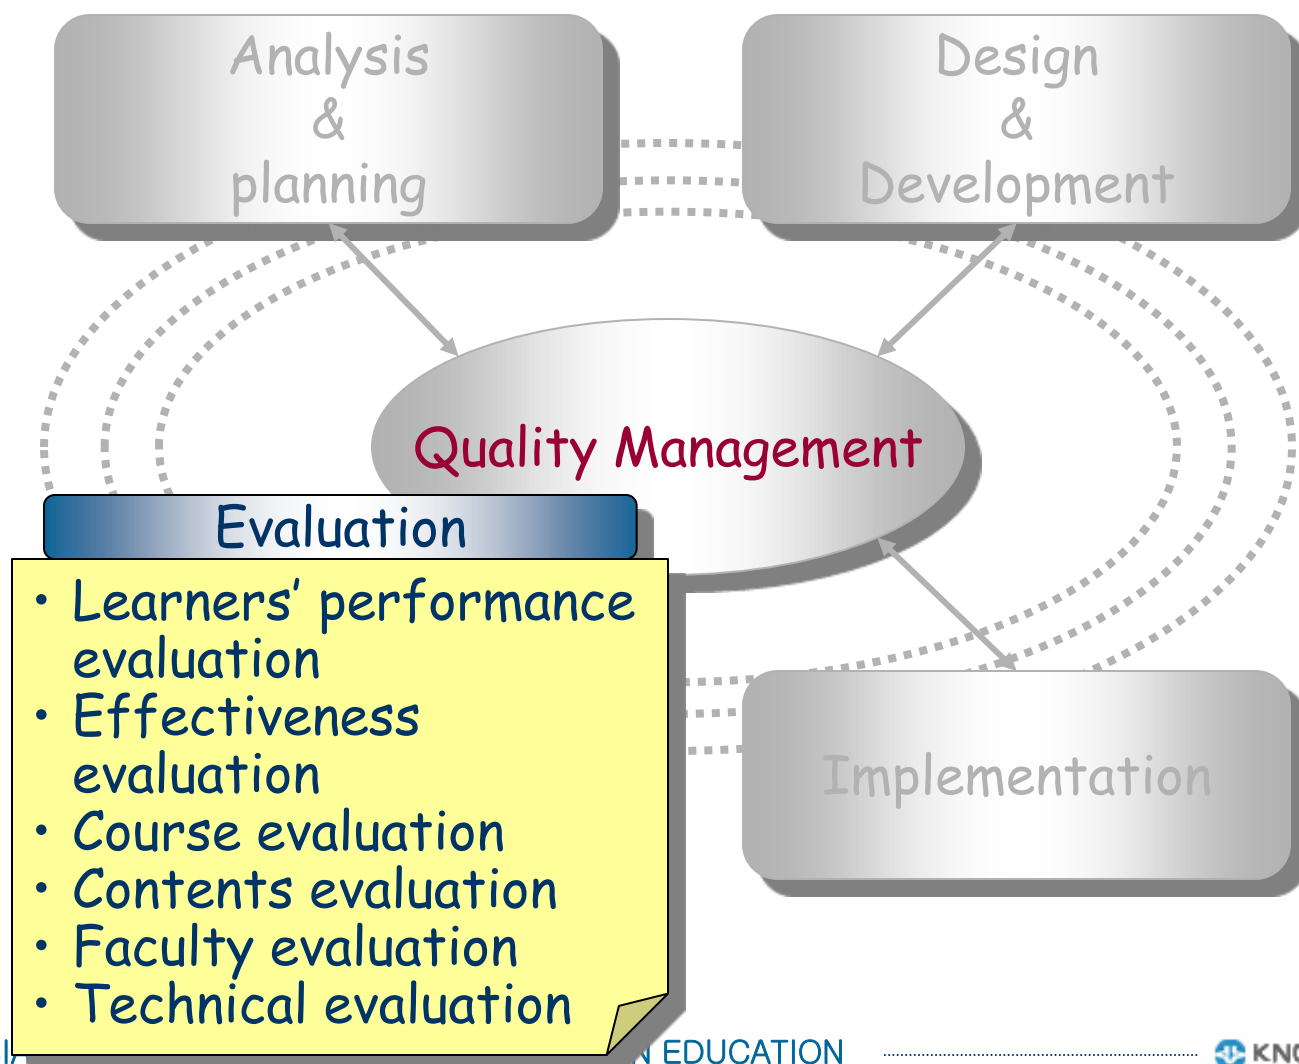 Analysis
&
planning
Design
&
Development
Quality Management
Evaluation
• Learners’ performance
evaluation
• Effectiveness
evaluation
• Course evaluation
• Contents evaluation
• Faculty evaluation
• Technical evaluation
Implementation
EDUCATION